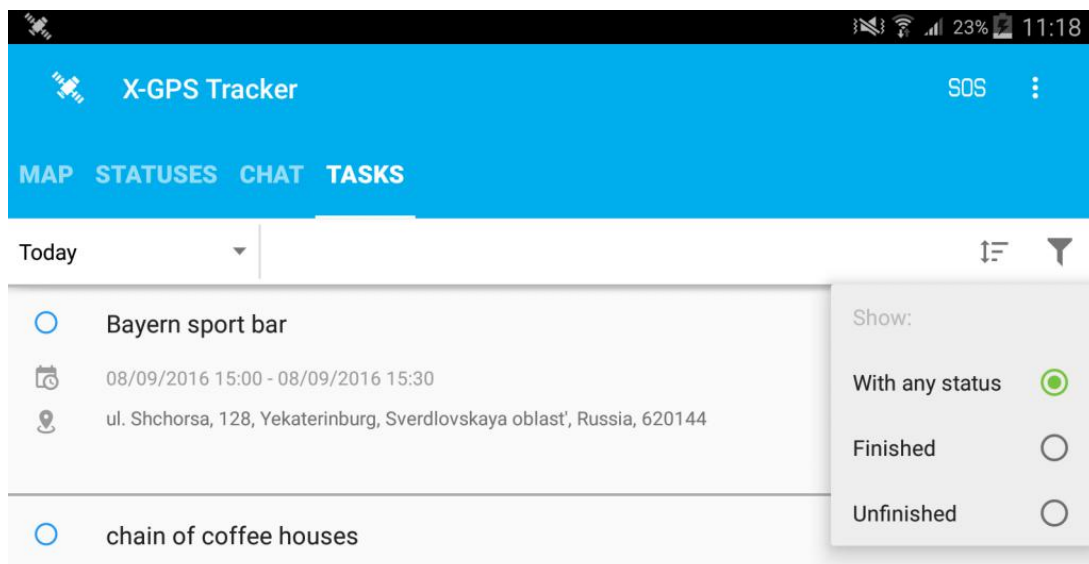 23% 11:18
X-GPS Tracker SOS
MAP STATUSES CHAT TASKS
Today
Show:
Bayern sport bar
08/09/2016 15:00 - 08/09/2016 15:30
With any status
ul. Shchorsa, 128, Yekaterinburg, Sverdlovskaya oblast', Russia, 620144
Finished
Unfinished
chain of coffee houses